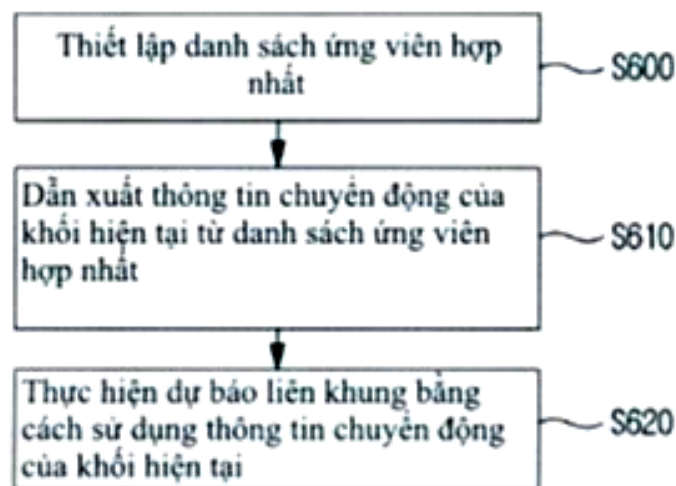 Thiết lập danh sách ứng viên hợp
nhất
S600
Dẫn xuất thông tin chuyển động của
khối hiện tại từ danh sách ứng viên
hợp nhất
S610
Thực hiện dự báo liên khung bằng
cách sử dụng thông tin chuyển động
của khối hiện tại
S620